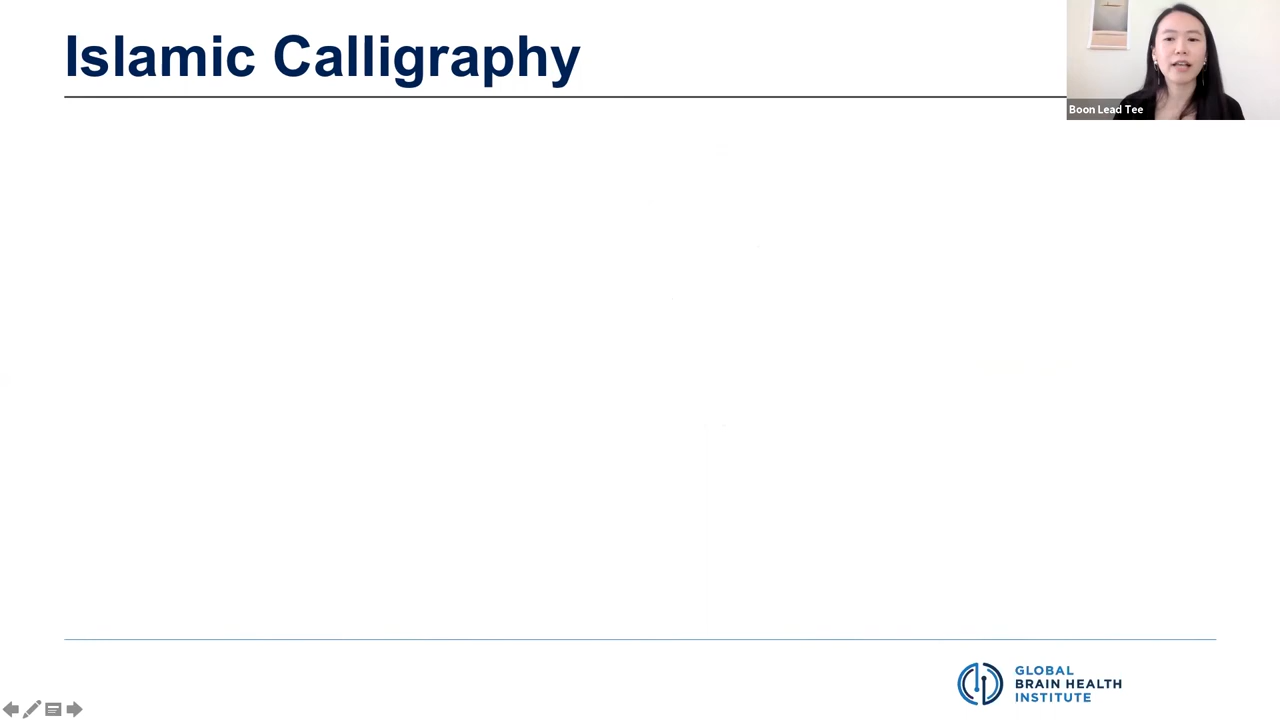 Islamic Calligraphy
Boon Lead Tee
GLOBAL
BRAIN HEALTH
INSTITUTE